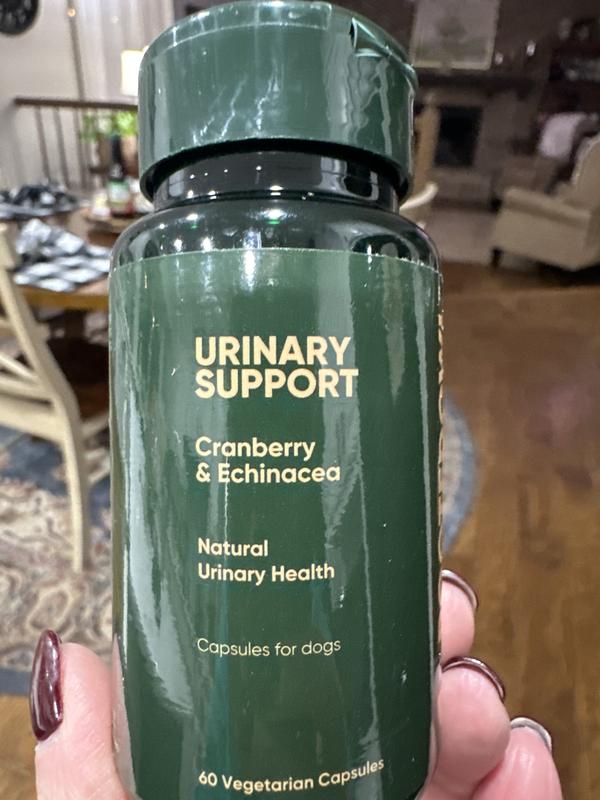 URINARY
SUPPORT
Cranberry
& Echinacea
Natural
Urinary Health
Capsules for dogs
60 Vegetarian Capsules